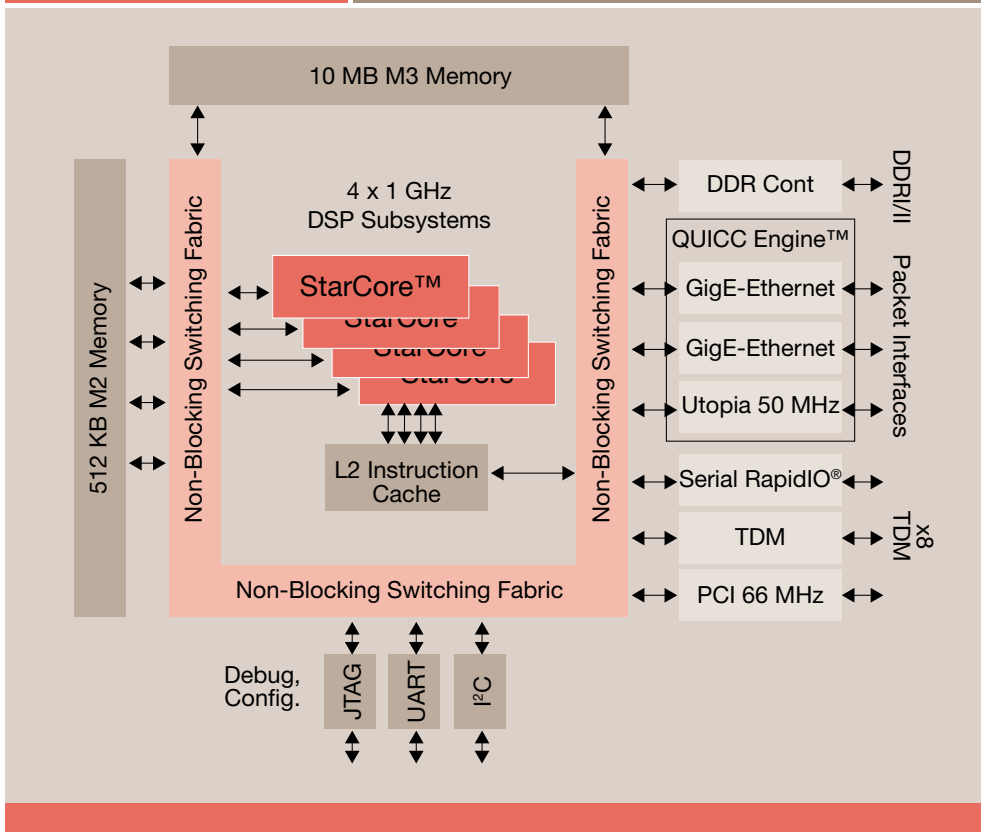 10 MB M3 Memory
512 KB M2 Memory
Non-Blocking Switching Fabric
4 x 1 GHz
DSP Subsystems
StarCore™
StarCore
StarCore
StarCore
L2 Instruction
Cache
Non-Blocking Switching Fabric
Non-Blocking Switching Fabric
DDR Cont
DDRI/II
QUICC Engine™
GigE-Ethernet
GigE-Ethernet
Utopia 50 MHz
Packet Interfaces
Serial RapidIO®
TDM
x8
TDM
PCI 66 MHz
Debug,
Config.
JTAG
UART
I²C